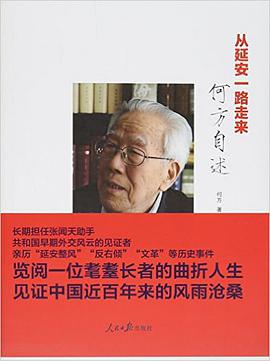 从延安一路走来
何方自述
何方 著
长期担任张闻天助手
共和国早期外交风云的见证者
亲历“延安整风”“反右倾”“文革”等历史事件
览阅一位耄耋长者的曲折人生
见证中国近百年来的风雨沧桑
人民日报出版社